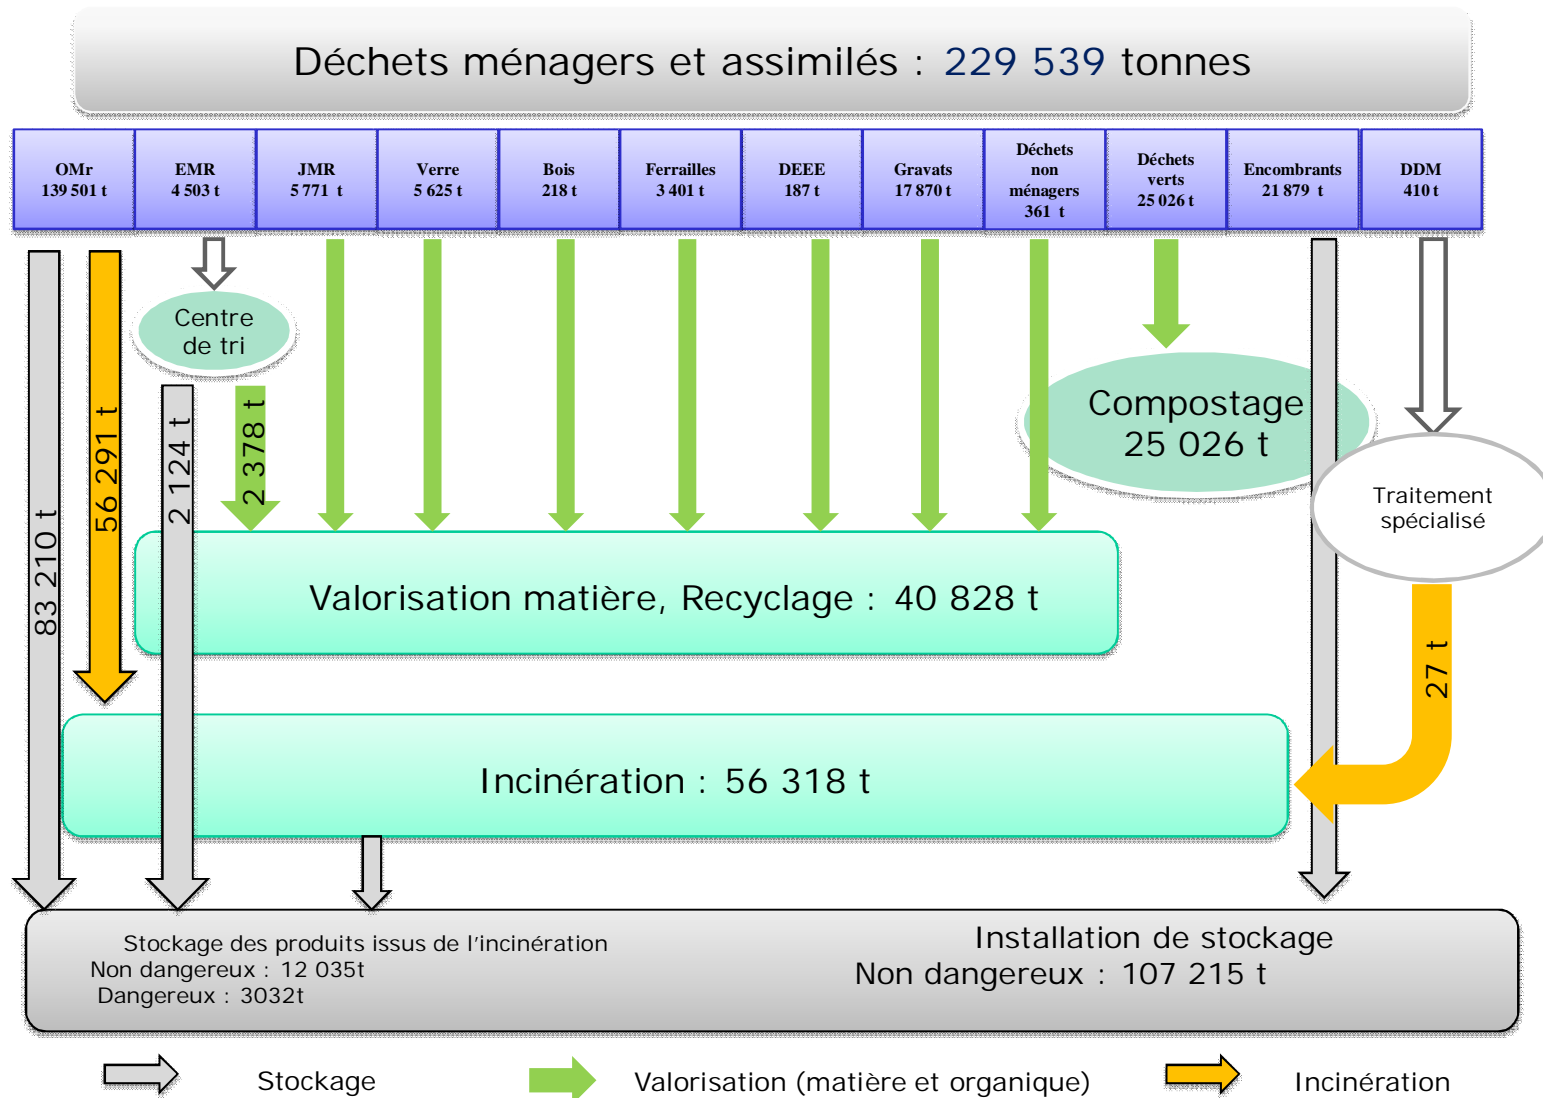 Déchets ménagers et assimilés : 229 539 tonnes
OMr
139 501 t
EMR
4 503 t
JMR
5 771 t
Verre
5 625 t
Bois
218 t
Ferrailles
3 401 t
DEEE
187 t
Gravats
17 870 t
Déchets
non
ménagers
361 t
Déchets
verts
25 026 t
Encombrants
21 879 t
DDM
410 t
Centre
de tri
Compostage
25 026 t
Traitement
spécialisé
83 210 t
56 291 t
2 124 t
2 378 t
27 t
Valorisation matière, Recyclage : 40 828 t
Incinération : 56 318 t
Stockage des produits issus de l'incinération
Non dangereux : 12 035t
Dangereux : 3032t
Installation de stockage
Non dangereux : 107 215 t
Stockage
Valorisation (matière et organique)
Incinération